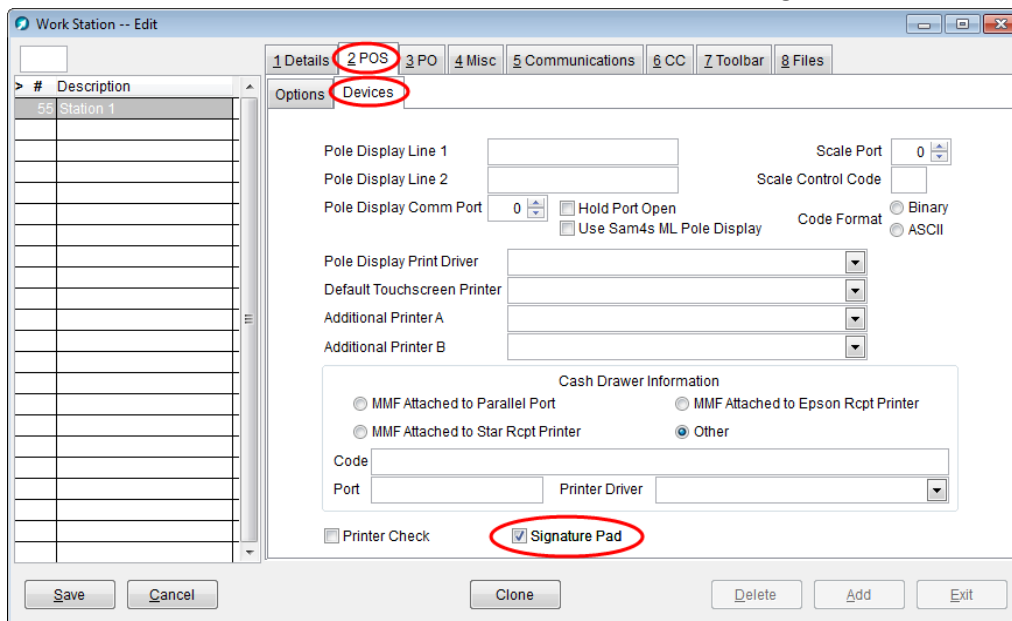 Work Station -- Edit
1 Details 2 POS 3 PO 4 Misc 5 Communications 6 CC 7 Toolbar 8 Files
> # Description
Options Devices
55 Station 1
Pole Display Line 1 Scale Port 0
Pole Display Line 2 Scale Control Code
Pole Display Comm Port 0 Hold Port Open Code Format Binary
Use Sam4s ML Pole Display ASCII
Pole Display Print Driver
Default Touchscreen Printer
Additional Printer A
Additional Printer B
Cash Drawer Information
MMF Attached to Parallel Port MMF Attached to Epson Rcpt Printer
MMF Attached to Star Rcpt Printer Other
Code
Port Printer Driver
Printer Check Signature Pad
Save Cancel Clone Delete Add Exit